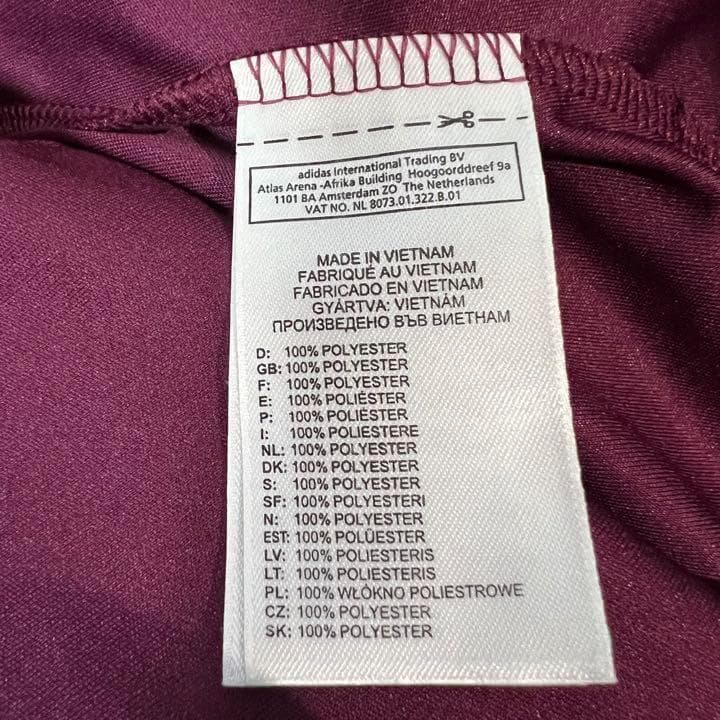 adidas International Trading BV
Atlas Arena -Afrika Building Hoogoorddreef 9a
1101 BA Amsterdam ZO The Netherlands
VAT NO. NL 8073.01.322.B.01
MADE IN VIETNAM
FABRIQUÉ AU VIETNAM
FABRICADO EN VIETNAM
GYÁRTVA: VIETNÁM
ПРОИЗВЕДЕНО ВЪВ ВИЕТНАМ
D: 100% POLYESTER
GB: 100% POLYESTER
F: 100% POLYESTER
E: 100% POLIÉSTER
P: 100% POLIÉSTER
I: 100% POLIESTERE
NL: 100% POLYESTER
DK: 100% POLYESTER
S: 100% POLYESTER
SF: 100% POLYESTERI
N: 100% POLYESTER
EST: 100% POLÜESTER
LV: 100% POLIESTERIS
LT: 100% POLIESTERIS
PL: 100% WŁÓKNO POLIESTROWE
CZ: 100% POLYESTER
SK: 100% POLYESTER